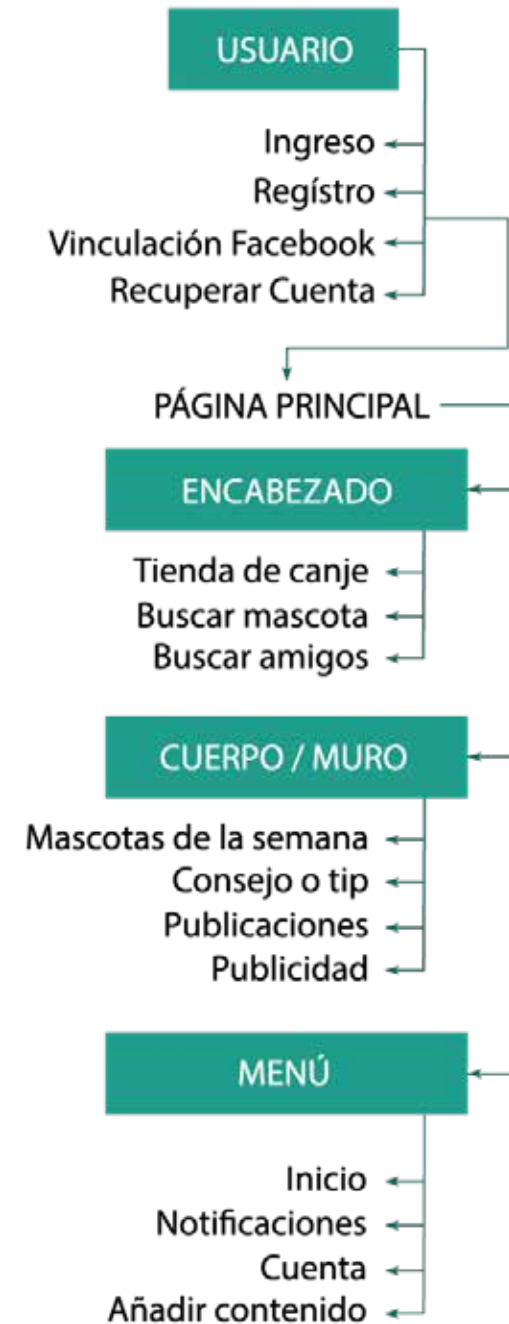 USUARIO
Ingreso
Regístro
Vinculación Facebook
Recuperar Cuenta
PÁGINA PRINCIPAL
ENCABEZADO
Tienda de canje
Buscar mascota
Buscar amigos
CUERPO / MURO
Mascotas de la semana
Consejo o tip
Publicaciones
Publicidad
MENÚ
Inicio
Notificaciones
Cuenta
Añadir contenido